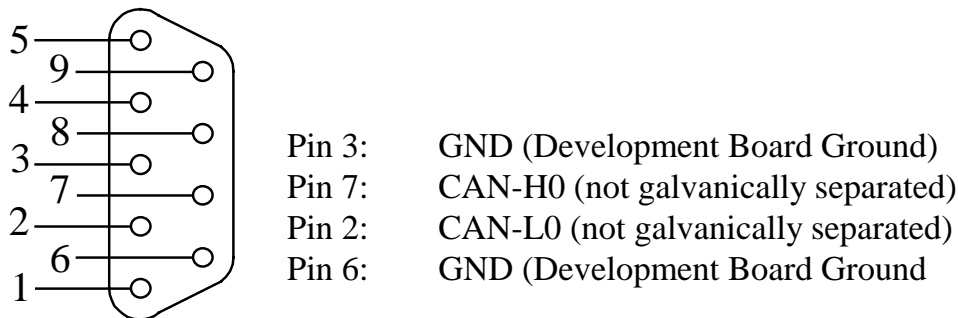 5
9
4
8
3
7
2
6
1
Pin 3: GND (Development Board Ground)
Pin 7: CAN-H0 (not galvanically separated)
Pin 2: CAN-L0 (not galvanically separated)
Pin 6: GND (Development Board Ground